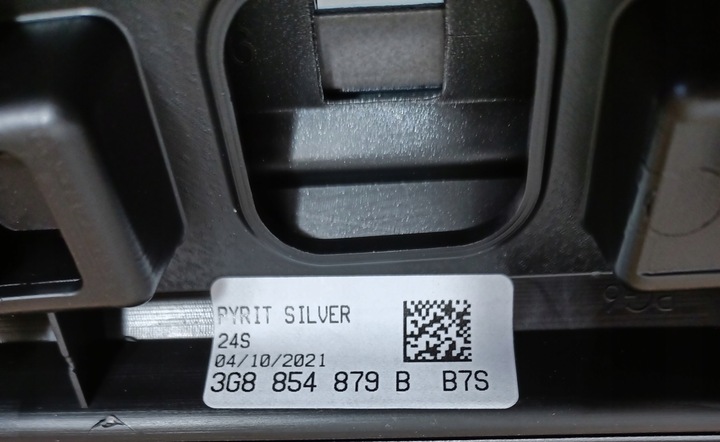 PYRIT SILVER
24S
04/10/2021
3G8 854 879 B B7S